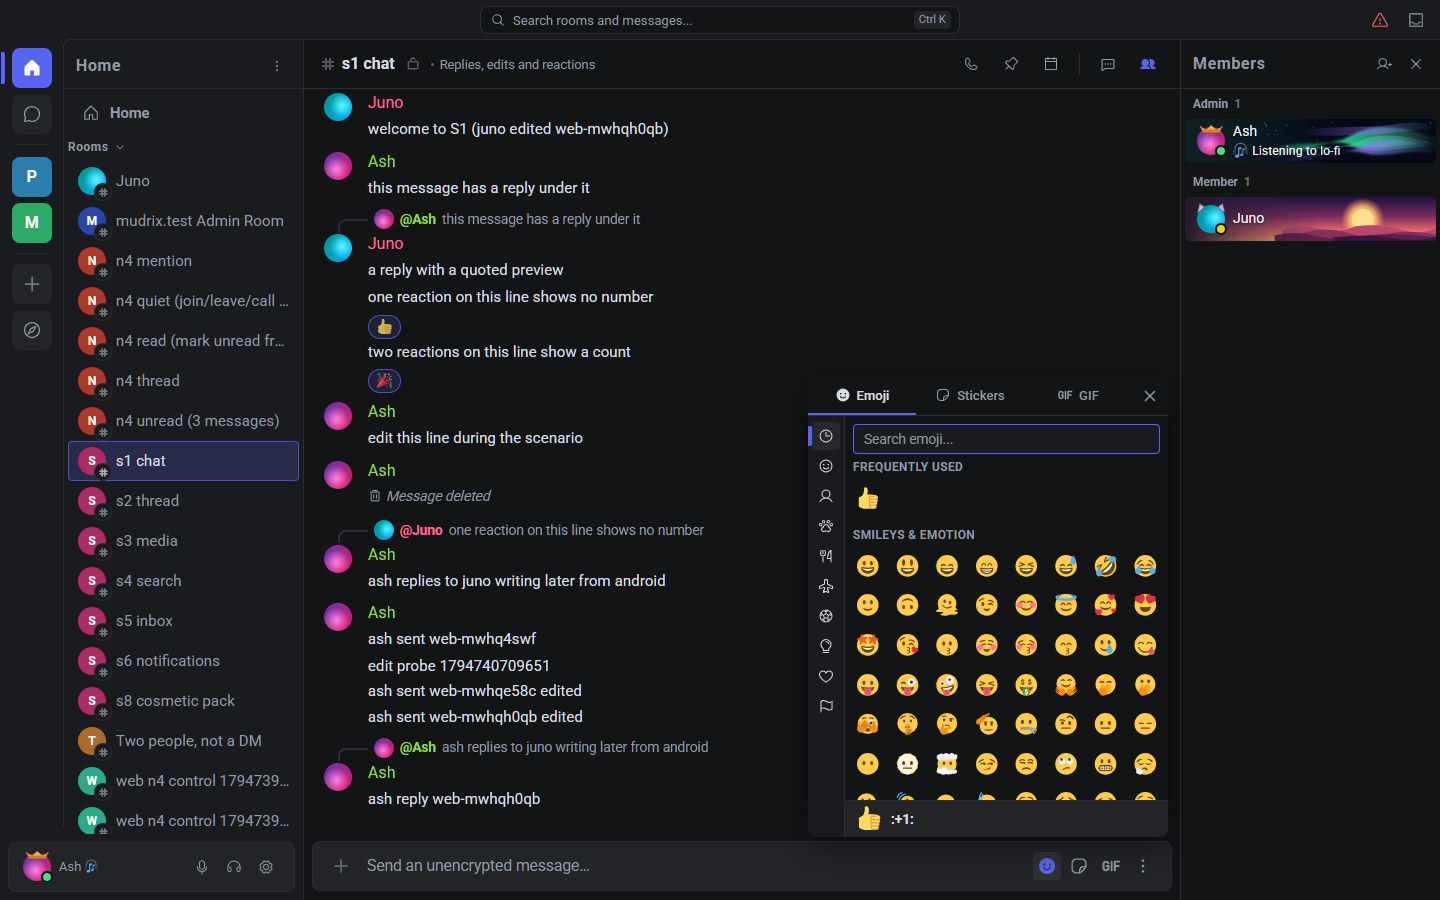 Search rooms and messages...
Ctrl K
Home
# s1 chat
• Replies, edits and reactions
Members
Home
Rooms
Juno
mudrix.test Admin Room
n4 mention
n4 quiet (join/leave/call ...
n4 read (mark unread fr...
n4 thread
n4 unread (3 messages)
s1 chat
s2 thread
s3 media
s4 search
s5 inbox
s6 notifications
s8 cosmetic pack
Two people, not a DM
web n4 control 1794739...
web n4 control 1794739...
P
M
M
N
N
N
N
N
S
S
S
S
S
S
S
T
W
W
Ash
Juno
welcome to S1 (juno edited web-mwhqh0qb)
Ash
this message has a reply under it
@Ash this message has a reply under it
Juno
a reply with a quoted preview
one reaction on this line shows no number
two reactions on this line show a count
Ash
edit this line during the scenario
Ash
Message deleted
@Juno one reaction on this line shows no number
Ash
ash replies to juno writing later from android
Ash
ash sent web-mwhq4swf
edit probe 1794740709651
ash sent web-mwhqe58c edited
ash sent web-mwhqh0qb edited
@Ash ash replies to juno writing later from android
Ash
ash reply web-mwhqh0qb
Send an unencrypted message...
GIF
Emoji
Stickers
GIF GIF
Search emoji...
FREQUENTLY USED
SMILEYS & EMOTION
:+1:
Admin 1
Ash
Listening to lo-fi
Member 1
Juno